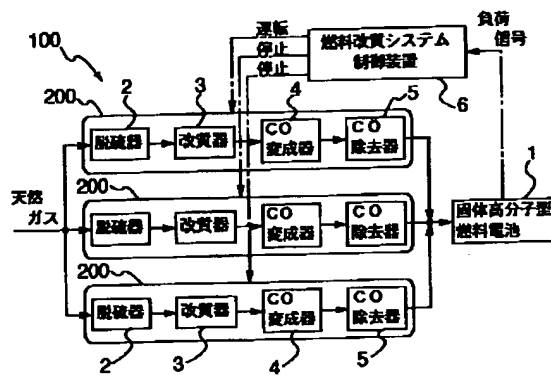 100
運転
停止
停止
燃料改質システム
制御装置
6
負荷
信号
200
2
3
4
5
脱硫器
改質器
CO
変成器
CO
除去器
1
固体高分子型
燃料電池
天然
ガス
200
脱硫器
改質器
CO
変成器
CO
除去器
200
脱硫器
改質器
CO
変成器
CO
除去器
2
3
4
5